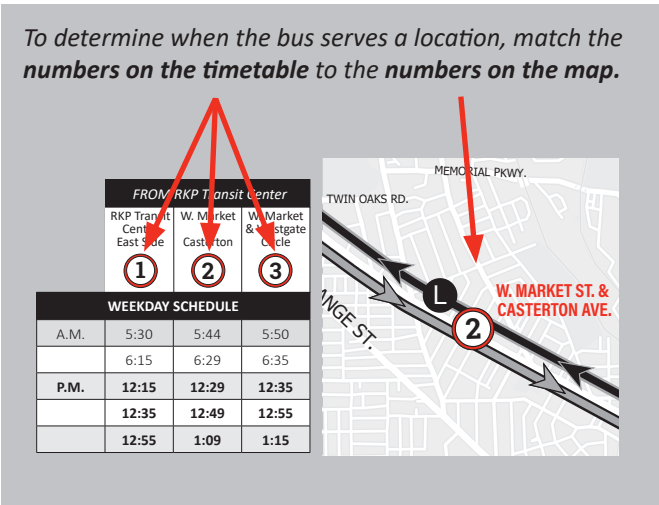 To determine when the bus serves a location, match the
numbers on the timetable to the numbers on the map.
FROM RKP Transit Center
RKP Transit
Center
East Side
1
W. Market
Casterton
2
W. Market
& Westgate
Circle
3
WEEKDAY SCHEDULE
A.M. 5:30 5:44 5:50
6:15 6:29 6:35
P.M. 12:15 12:29 12:35
12:35 12:49 12:55
12:55 1:09 1:15
MEMORIAL PKWY.
TWIN OAKS RD.
L
W. MARKET ST. &
CASTERTON AVE.
2
ANGE ST.